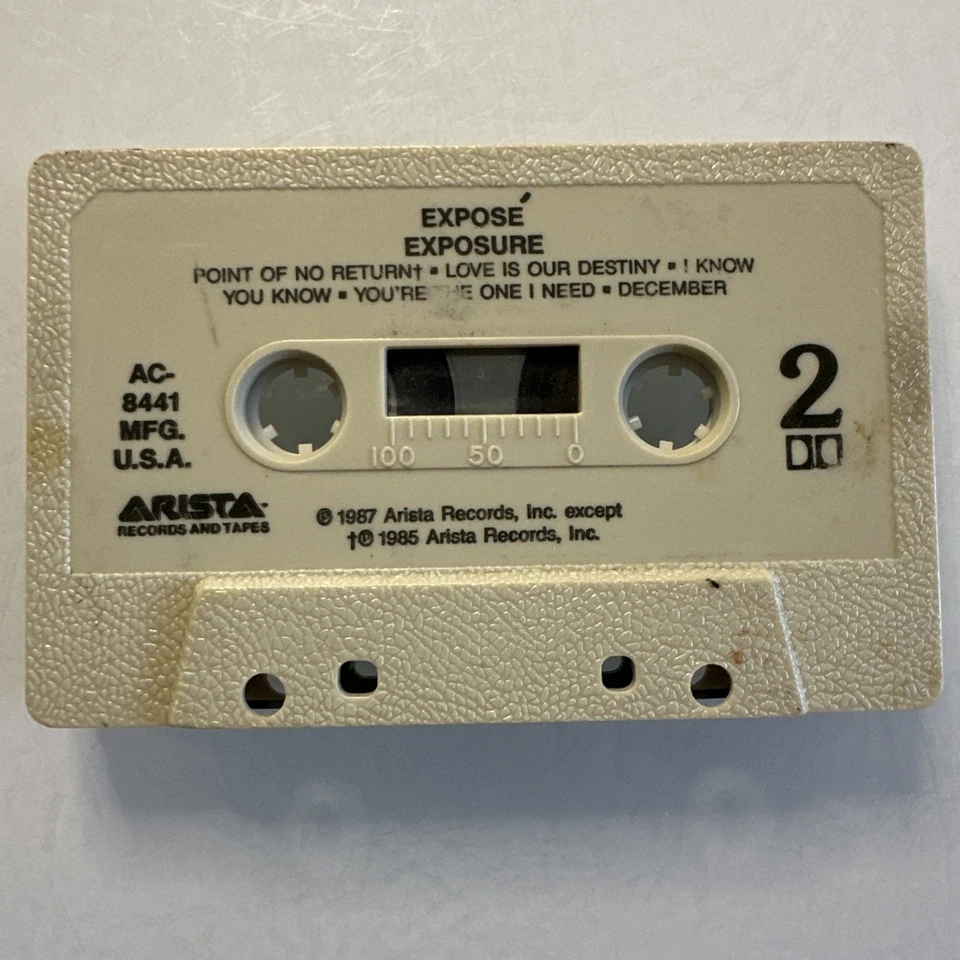 EXPOSÉ
EXPOSURE
POINT OF NO RETURN† ▪ LOVE IS OUR DESTINY ▪ I KNOW
YOU KNOW ▪ YOU'RE THE ONE I NEED ▪ DECEMBER
AC-
8441
MFG.
U.S.A.
2
100 50 0
ARISTA
RECORDS AND TAPES
℗ 1987 Arista Records, Inc. except
†℗ 1985 Arista Records, Inc.